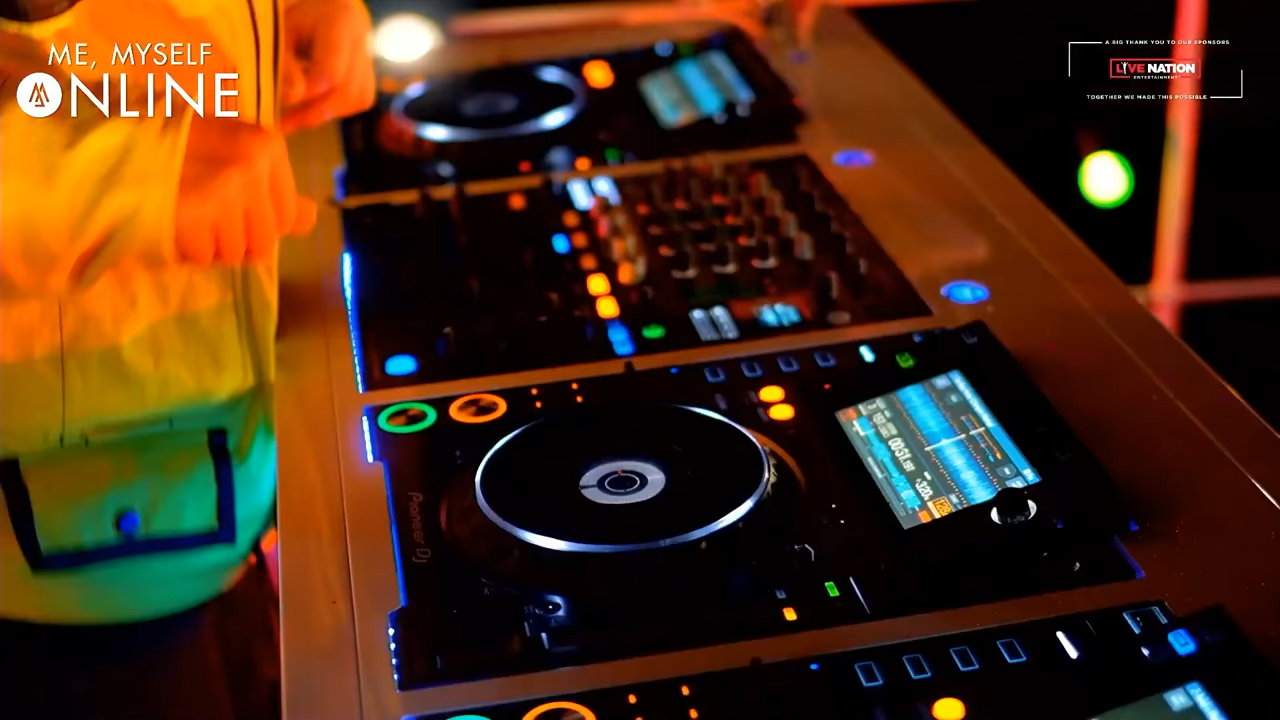 ME, MYSELF
ONLINE
A BIG THANK YOU TO OUR SPONSORS
LIVE NATION
ENTERTAINMENT
TOGETHER WE MADE THIS POSSIBLE
Pioneer Dj